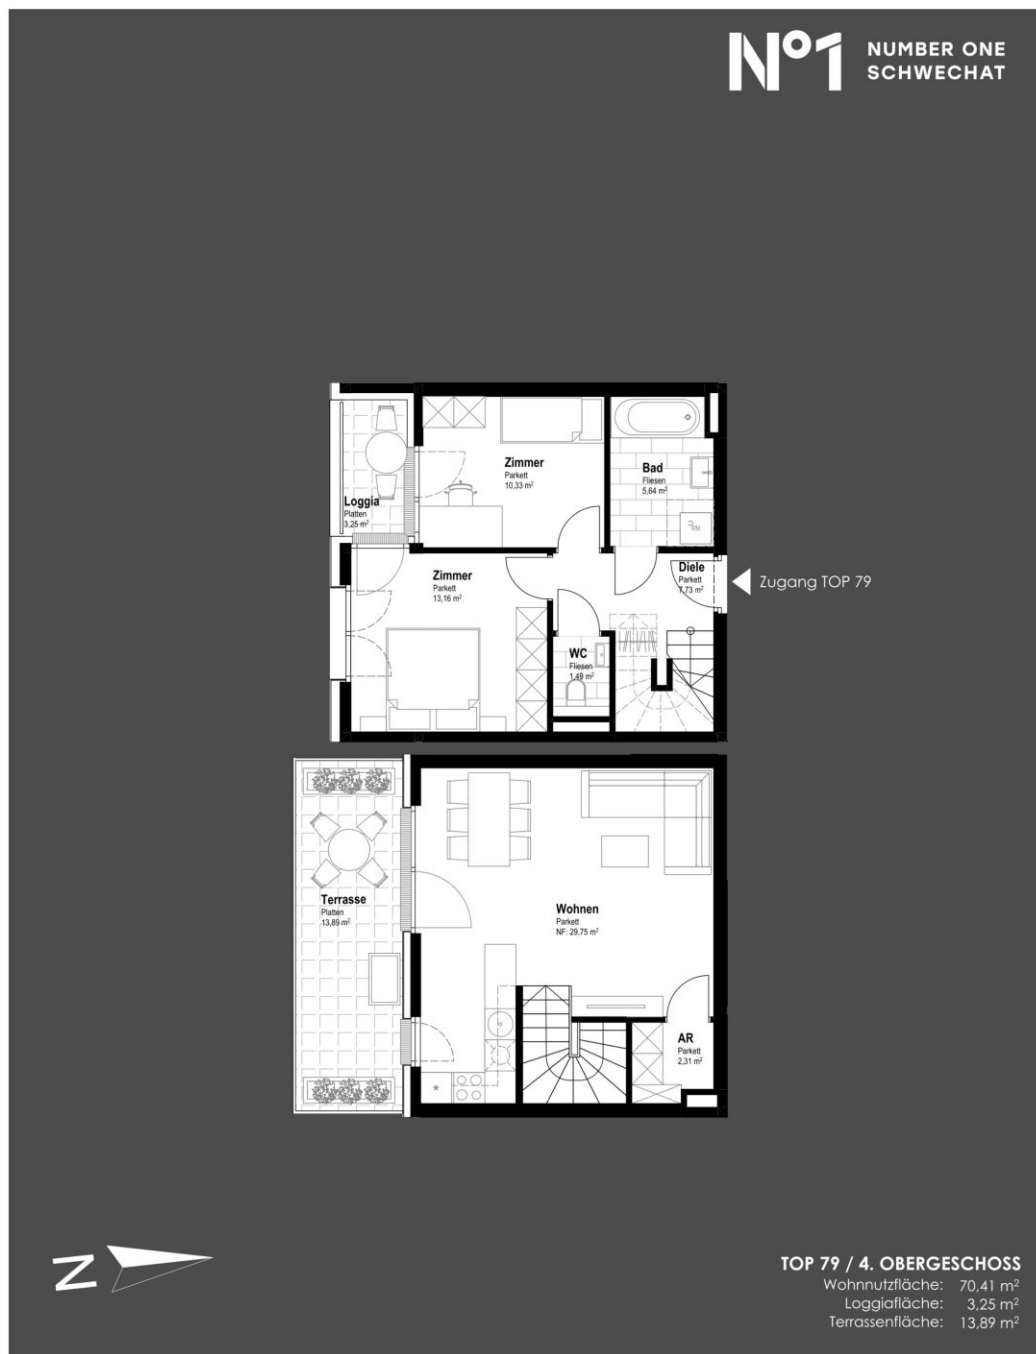 Nº1 NUMBER ONE
SCHWECHAT
Zimmer
Parkett
10,33 m²
Bad
Fliesen
5,64 m²
WM
Loggia
Platten
3,25 m²
Zimmer
Parkett
13,16 m²
Diele
Parkett
7,73 m²
Zugang TOP 79
WC
Fliesen
1,49 m²
Terrasse
Platten
13,89 m²
Wohnen
Parkett
NF: 29,75 m²
AR
Parkett
2,31 m²
*
N
TOP 79 / 4. OBERGESCHOSS
Wohnnutzfläche: 70,41 m²
Loggiafläche: 3,25 m²
Terrassenfläche: 13,89 m²